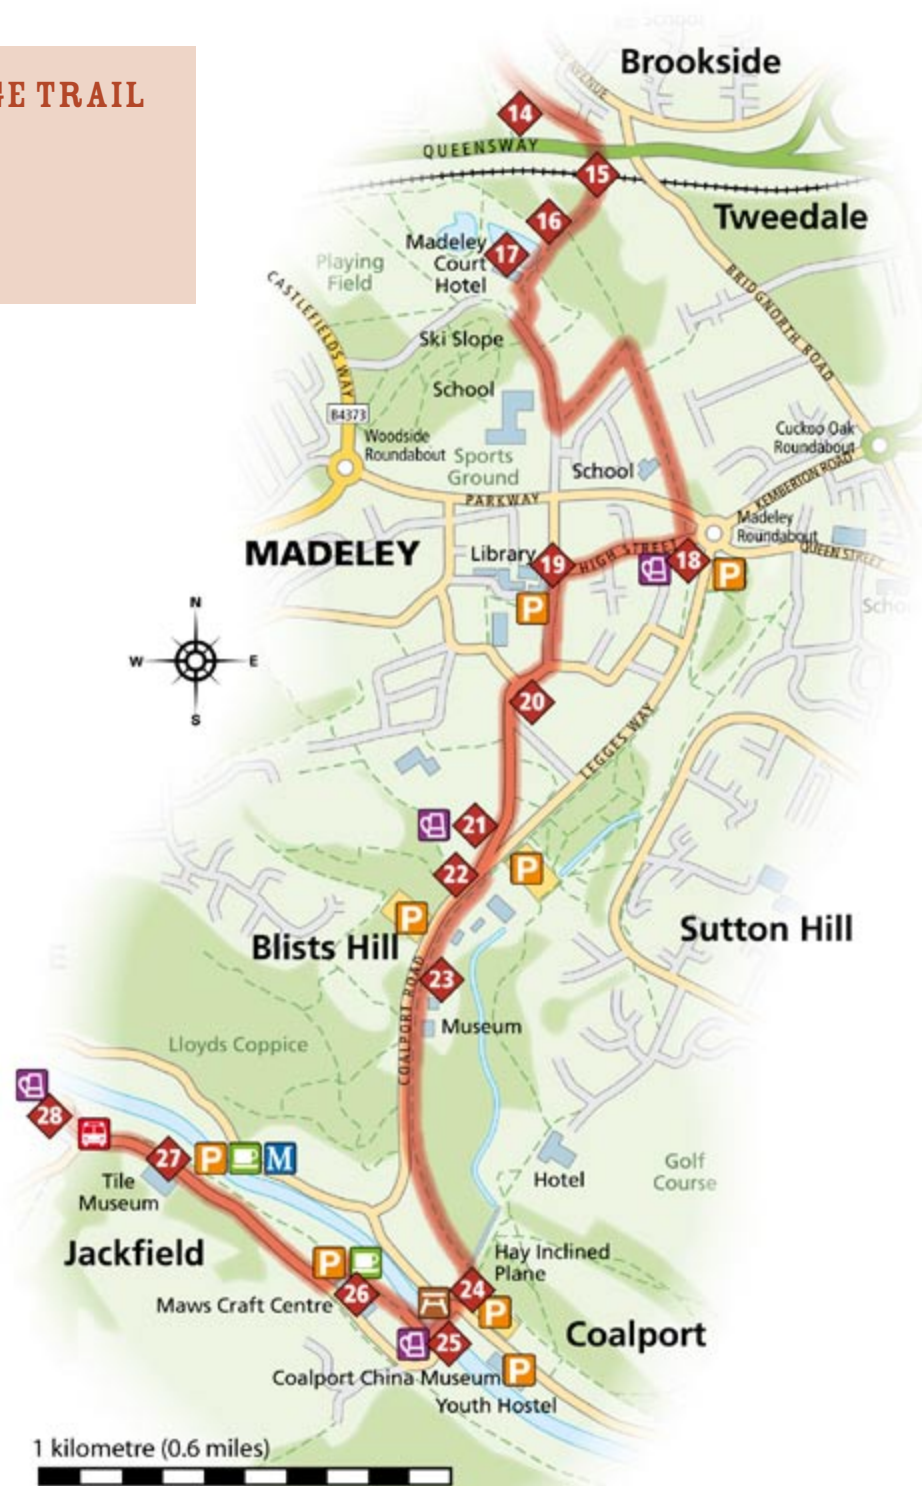 GE TRAIL
School
Brookside
AVENUE
14
QUEENSWAY
15
Tweedale
16
17
Madeley
Court
Hotel
Playing
Field
CASTLEFIELDS WAY
BRIDGNORTH ROAD
Ski Slope
School
B4373
Woodside
Roundabout
Sports
Ground
Cuckoo Oak
Roundabout
KEMBERTON ROAD
School
PARKWAY
Madeley
Roundabout
QUEEN STREET
MADELEY
Library
19
HIGH STREET
18
P
P
Scho
N
W
E
S
20
LEGGES WAY
21
22
P
P
Sutton Hill
Blists Hill
23
COALPORT ROAD
Museum
Lloyds Coppice
28
27
P
M
Tile
Museum
Hotel
Golf
Course
Jackfield
Hay Inclined
Plane
P
26
24
P
Maws Craft Centre
25
Coalport
Coalport China Museum
P
Youth Hostel
1 kilometre (0.6 miles)